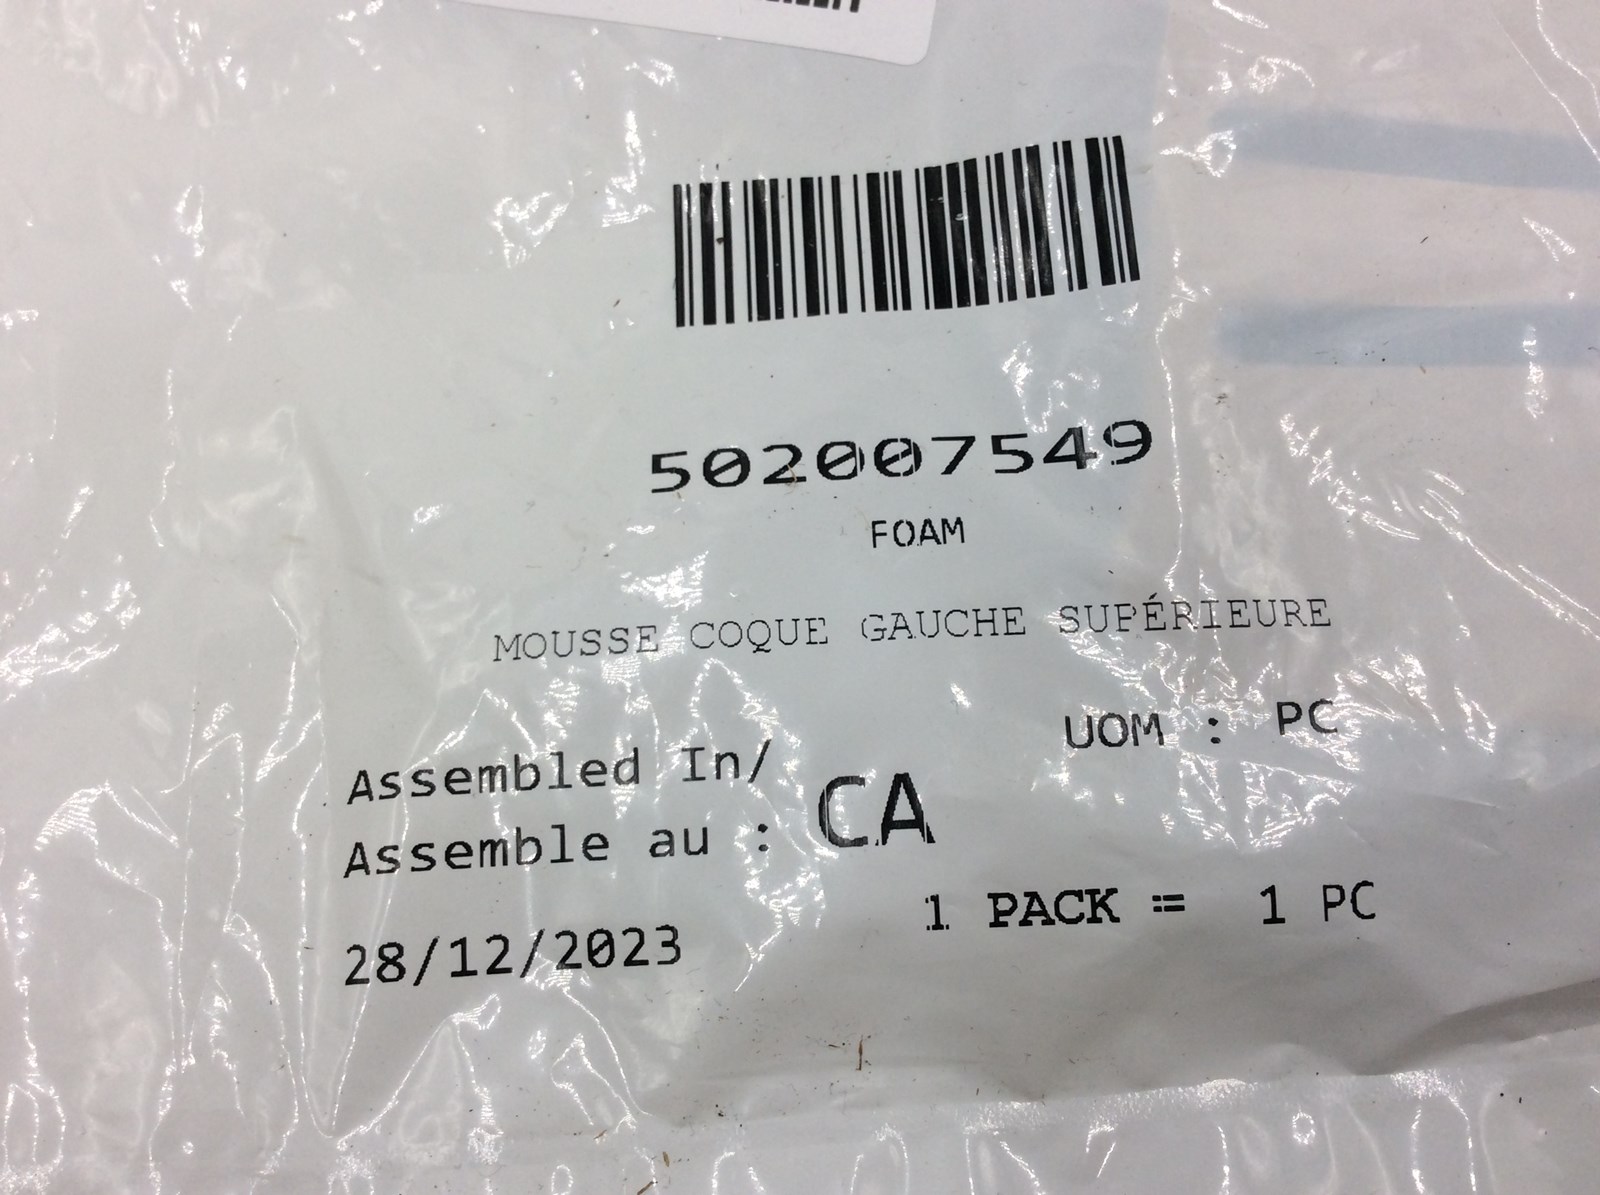 502007549
FOAM
MOUSSE COQUE GAUCHE SUPÉRIEURE
UOM : PC
Assembled In/
Assemble au : CA
1 PACK = 1 PC
28/12/2023